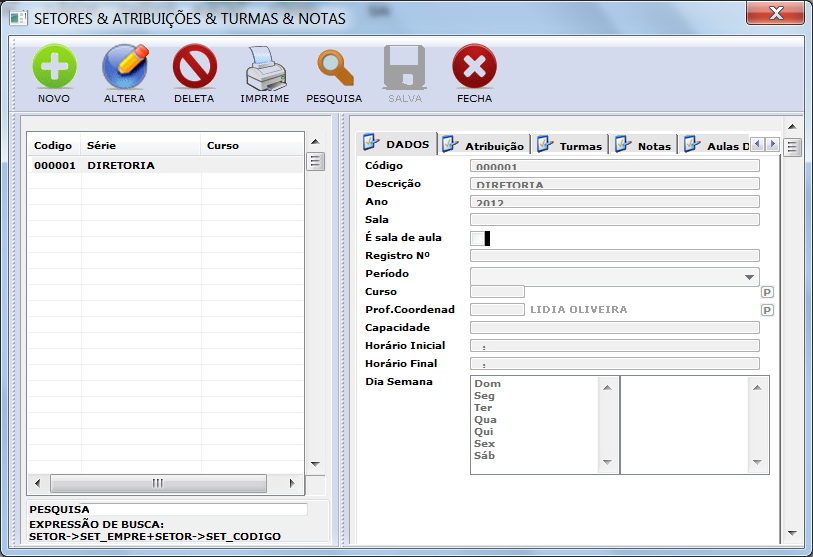 SETORES & ATRIBUIÇÕES & TURMAS & NOTAS
NOVO ALTERA DELETA IMPRIME PESQUISA SALVA FECHA
Codigo Série Curso
000001 DIRETORIA
PESQUISA
EXPRESSÃO DE BUSCA:
SETOR->SET_EMPRE+SETOR->SET_CODIGO
DADOS Atribuição Turmas Notas Aulas D
Código 000001
Descrição DIRETORIA
Ano 2012
Sala
É sala de aula
Registro Nº
Período
Curso P
Prof.Coordenad LIDIA OLIVEIRA P
Capacidade
Horário Inicial :
Horário Final :
Dia Semana Dom
Seg
Ter
Qua
Qui
Sex
Sáb